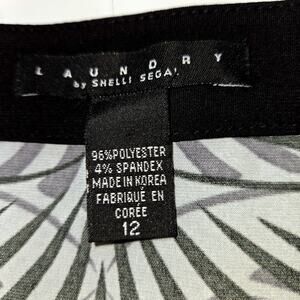 LAUNDRY
by SHELLI SEGAL
96%POLYESTER
4% SPANDEX
MADE IN KOREA
FABRIQUÉ EN
CORÉE
12